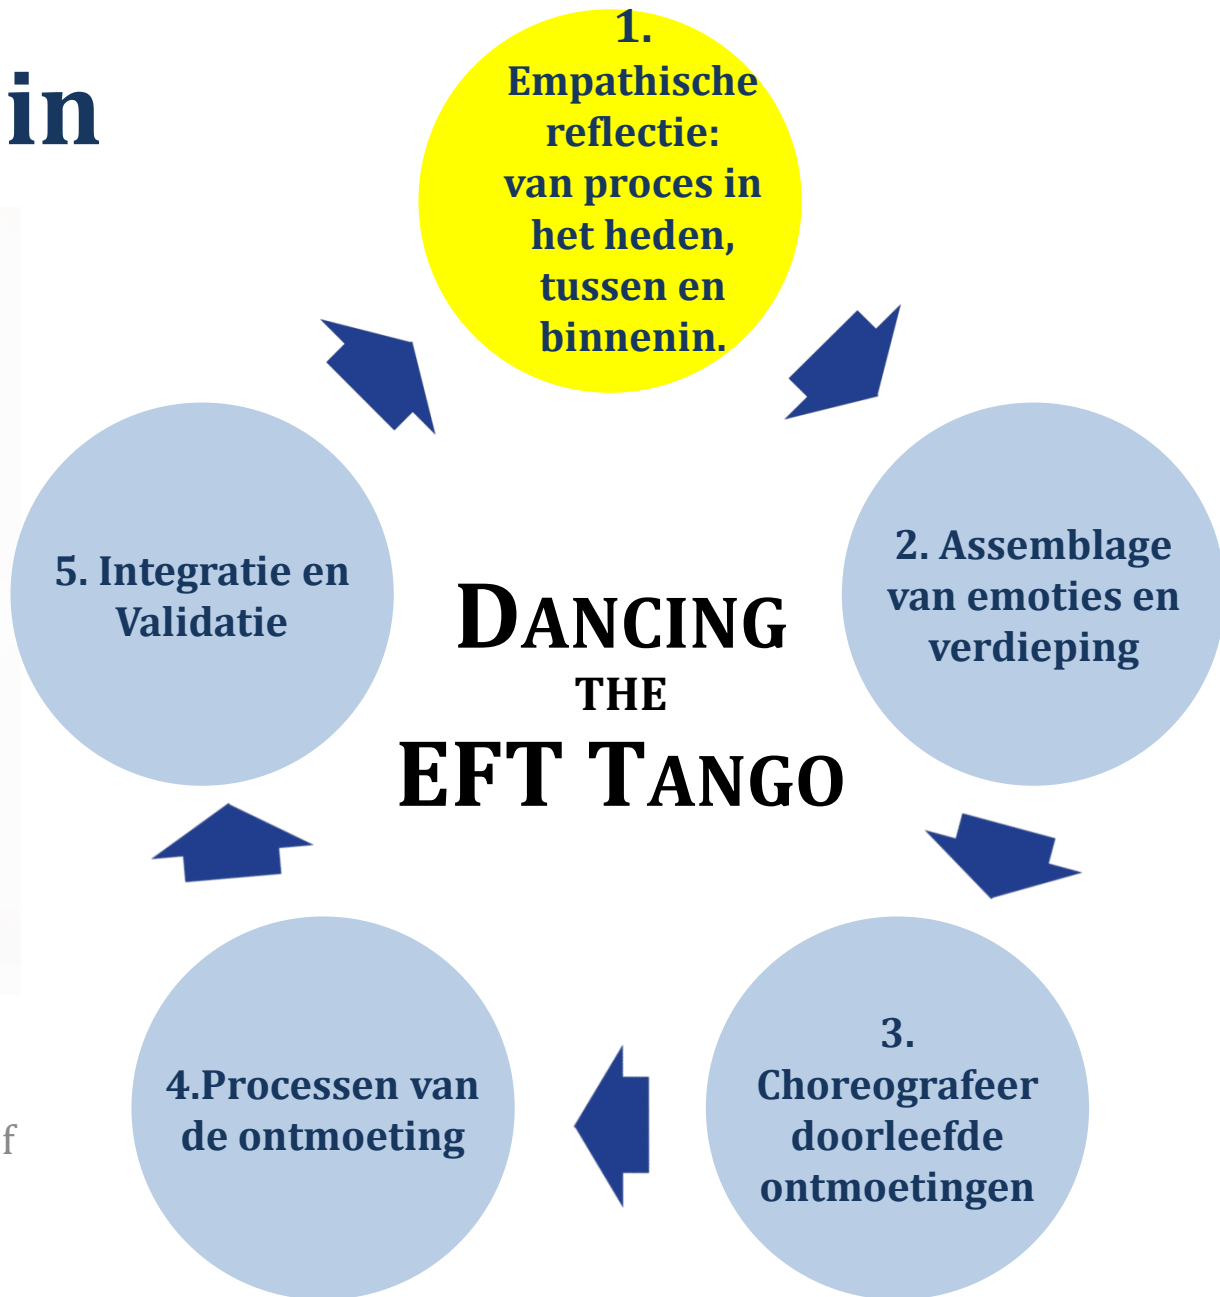 in
1.
Empathische
reflectie:
van proces in
het heden,
tussen en
binnenin.
2. Assemblage
van emoties en
verdieping
5. Integratie en
Validatie
DANCING
THE
EFT TANGO
3.
Choreografeer
doorleefde
ontmoetingen
4.Processen van
de ontmoeting
f